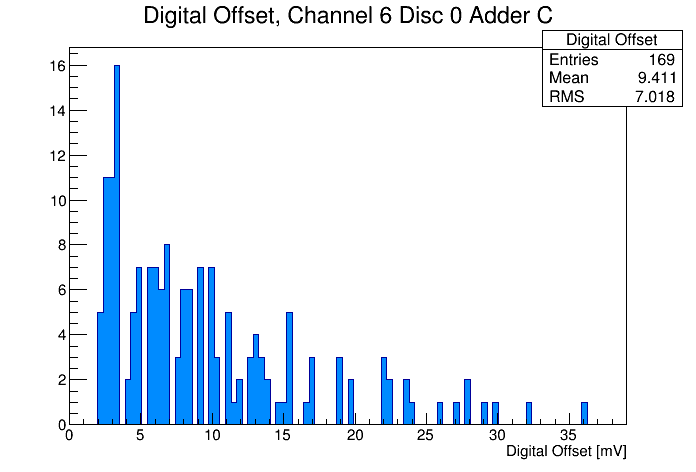 Digital Offset, Channel 6 Disc 0 Adder C
Digital Offset
Entries 169
Mean 9.411
RMS 7.018
16
14
12
10
8
6
4
2
0
0 5 10 15 20 25 30 35
Digital Offset [mV]